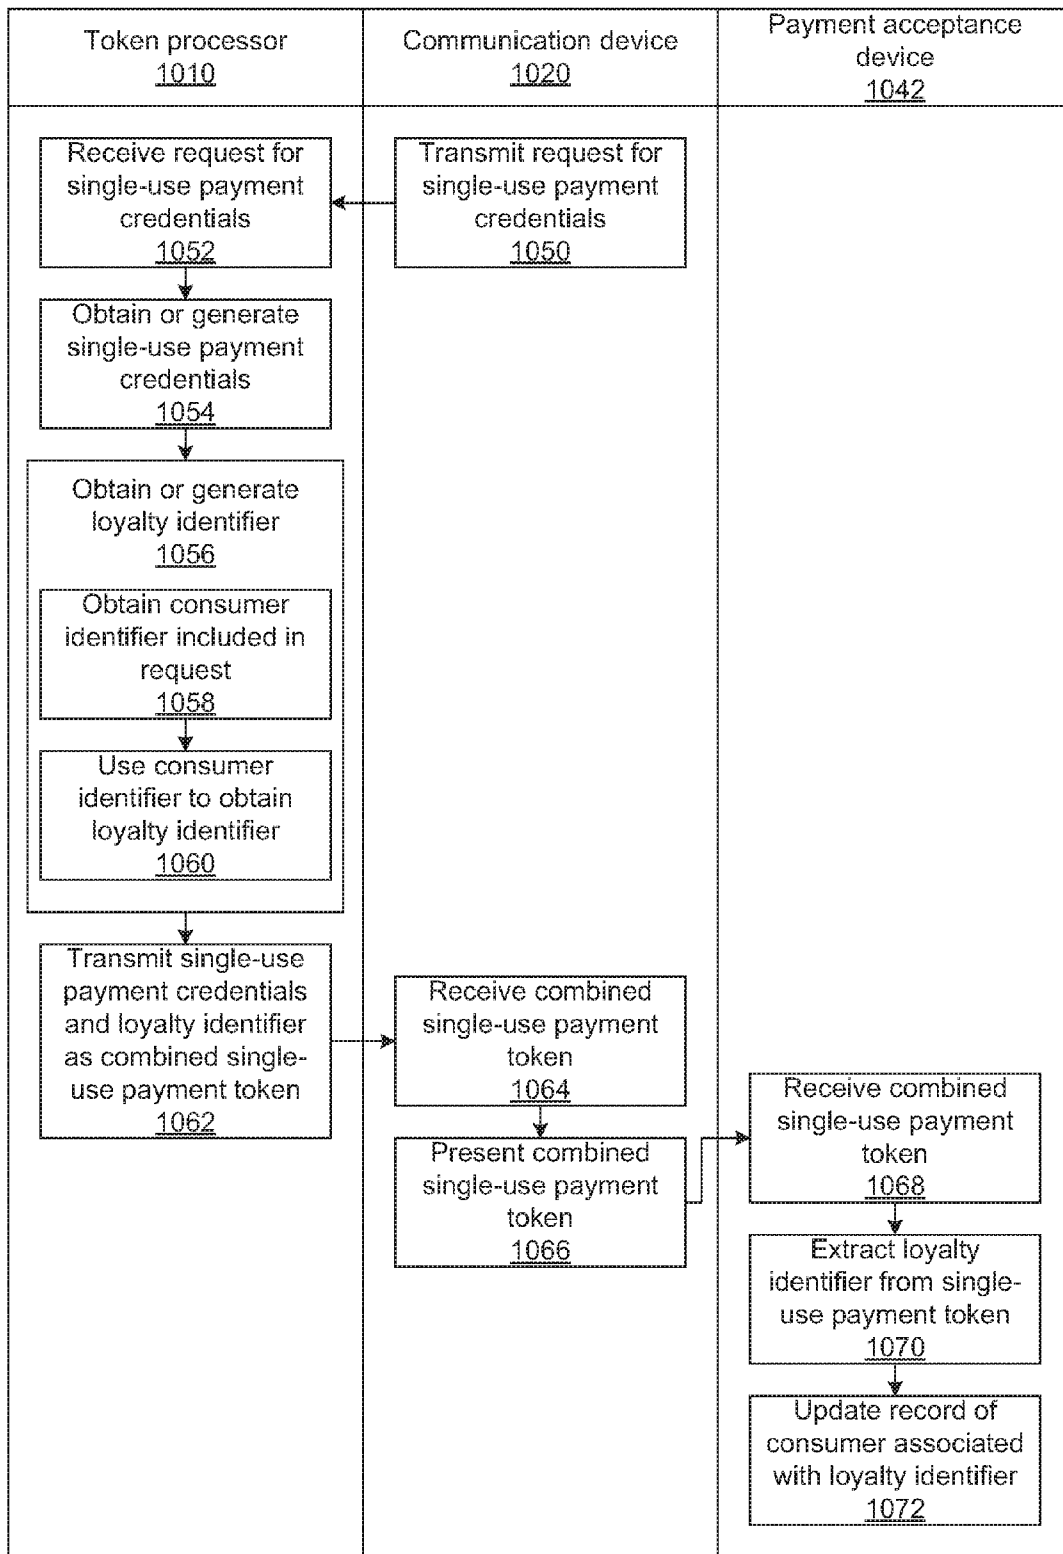 Token processor
1010
Communication device
1020
Payment acceptance
device
1042
Receive request for
single-use payment
credentials
1052
Transmit request for
single-use payment
credentials
1050
Obtain or generate
single-use payment
credentials
1054
Obtain or generate
loyalty identifier
1056
Obtain consumer
identifier included in
request
1058
Use consumer
identifier to obtain
loyalty identifier
1060
Transmit single-use
payment credentials
and loyalty identifier
as combined single-
use payment token
1062
Receive combined
single-use payment
token
1064
Present combined
single-use payment
token
1066
Receive combined
single-use payment
token
1068
Extract loyalty
identifier from single-
use payment token
1070
Update record of
consumer associated
with loyalty identifier
1072